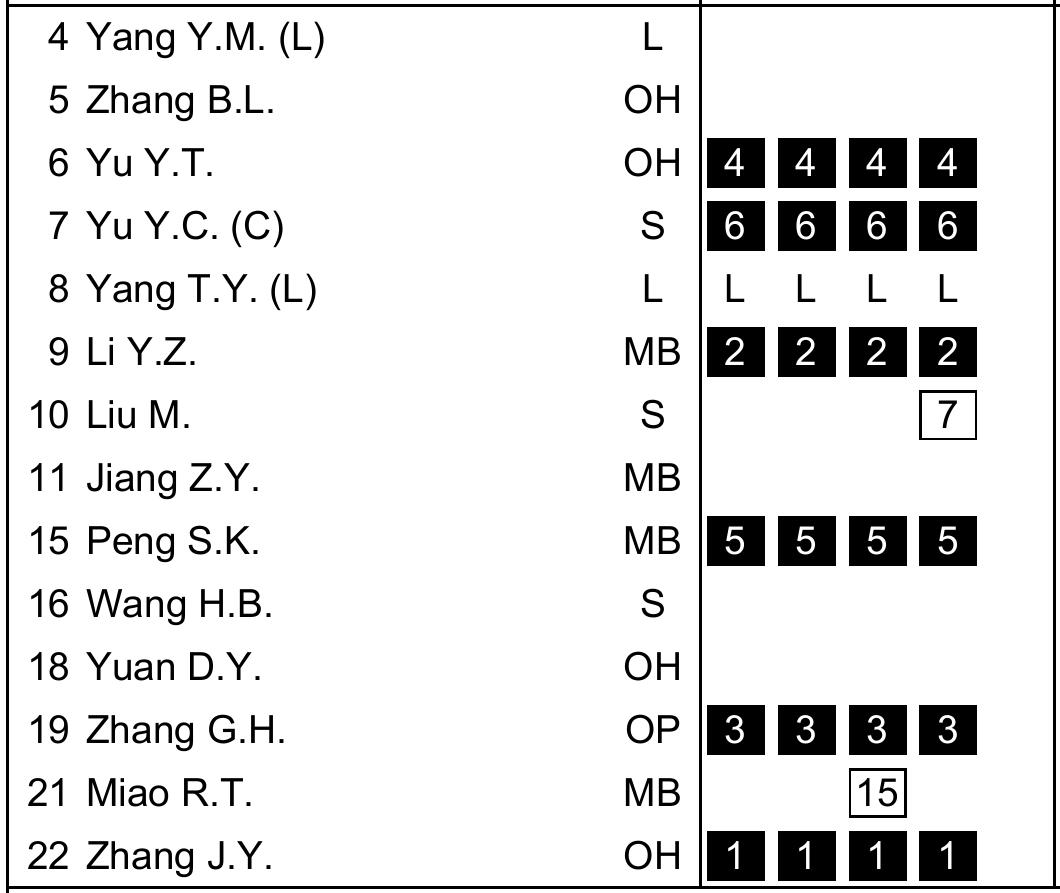 4 Yang Y.M. (L) L
5 Zhang B.L. OH
6 Yu Y.T. OH 4 4 4 4
7 Yu Y.C. (C) S 6 6 6 6
8 Yang T.Y. (L) L L L L L
9 Li Y.Z. MB 2 2 2 2
10 Liu M. S 7
11 Jiang Z.Y. MB
15 Peng S.K. MB 5 5 5 5
16 Wang H.B. S
18 Yuan D.Y. OH
19 Zhang G.H. OP 3 3 3 3
21 Miao R.T. MB 15
22 Zhang J.Y. OH 1 1 1 1